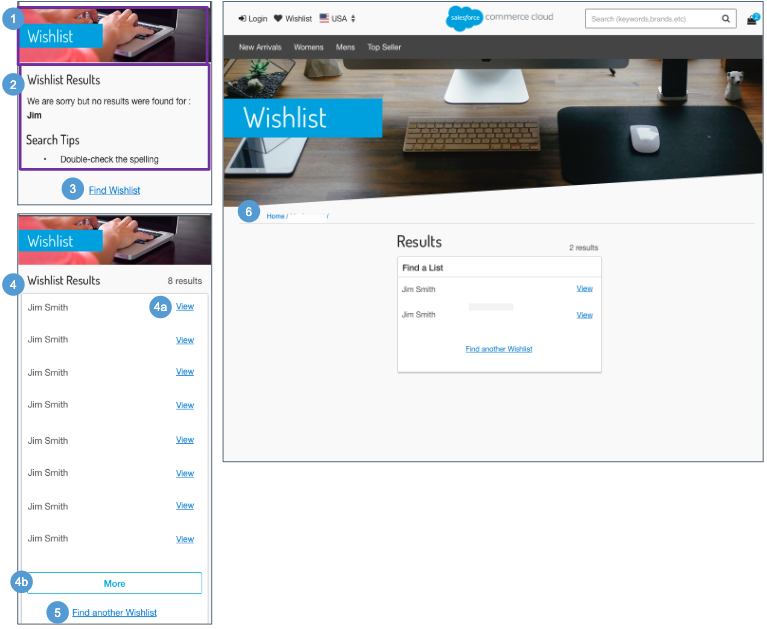 1
Wishlist
2
Wishlist Results
We are sorry but no results were found for :
Jim
Search Tips
• Double-check the spelling
3 Find Wishlist
Wishlist
4 Wishlist Results 8 results
Jim Smith 4a View
Jim Smith View
Jim Smith View
Jim Smith View
Jim Smith View
Jim Smith View
Jim Smith View
Jim Smith View
4b More
5 Find another Wishlist
Login Wishlist USA salesforce commerce cloud Search (keywords,brands,etc) 2
New Arrivals Womens Mens Top Seller
Wishlist
6 Home / /
Results 2 results
Find a List
Jim Smith View
Jim Smith View
Find another Wishlist